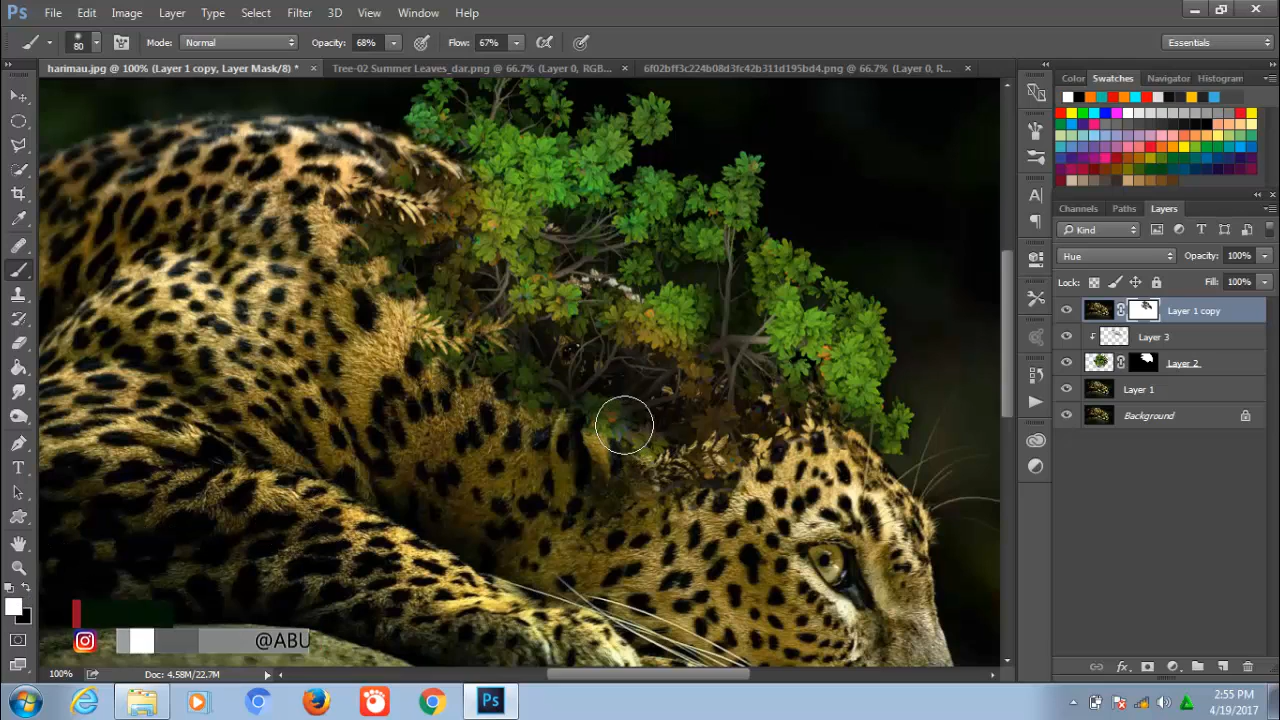 Ps File Edit Image Layer Type Select Filter 3D View Window Help
80 Mode: Normal Opacity: 68% Flow: 67% Essentials
harimau.jpg @ 100% (Layer 1 copy, Layer Mask/8) * × Tree-02 Summer Leaves_dar.png @ 66.7% (Layer 0, RGB... × 6f02bff3c224b08d3fc42b311d195bd4.png @ 66.7% (Layer 0, R... ×
Color Swatches Navigator Histogram
Channels Paths Layers
Kind
Hue Opacity: 100%
Lock: Fill: 100%
Layer 1 copy
Layer 3
Layer 2
Layer 1
Background
@ABU
100% Doc: 4.58M/22.7M
Ps 2:55 PM
4/19/2017